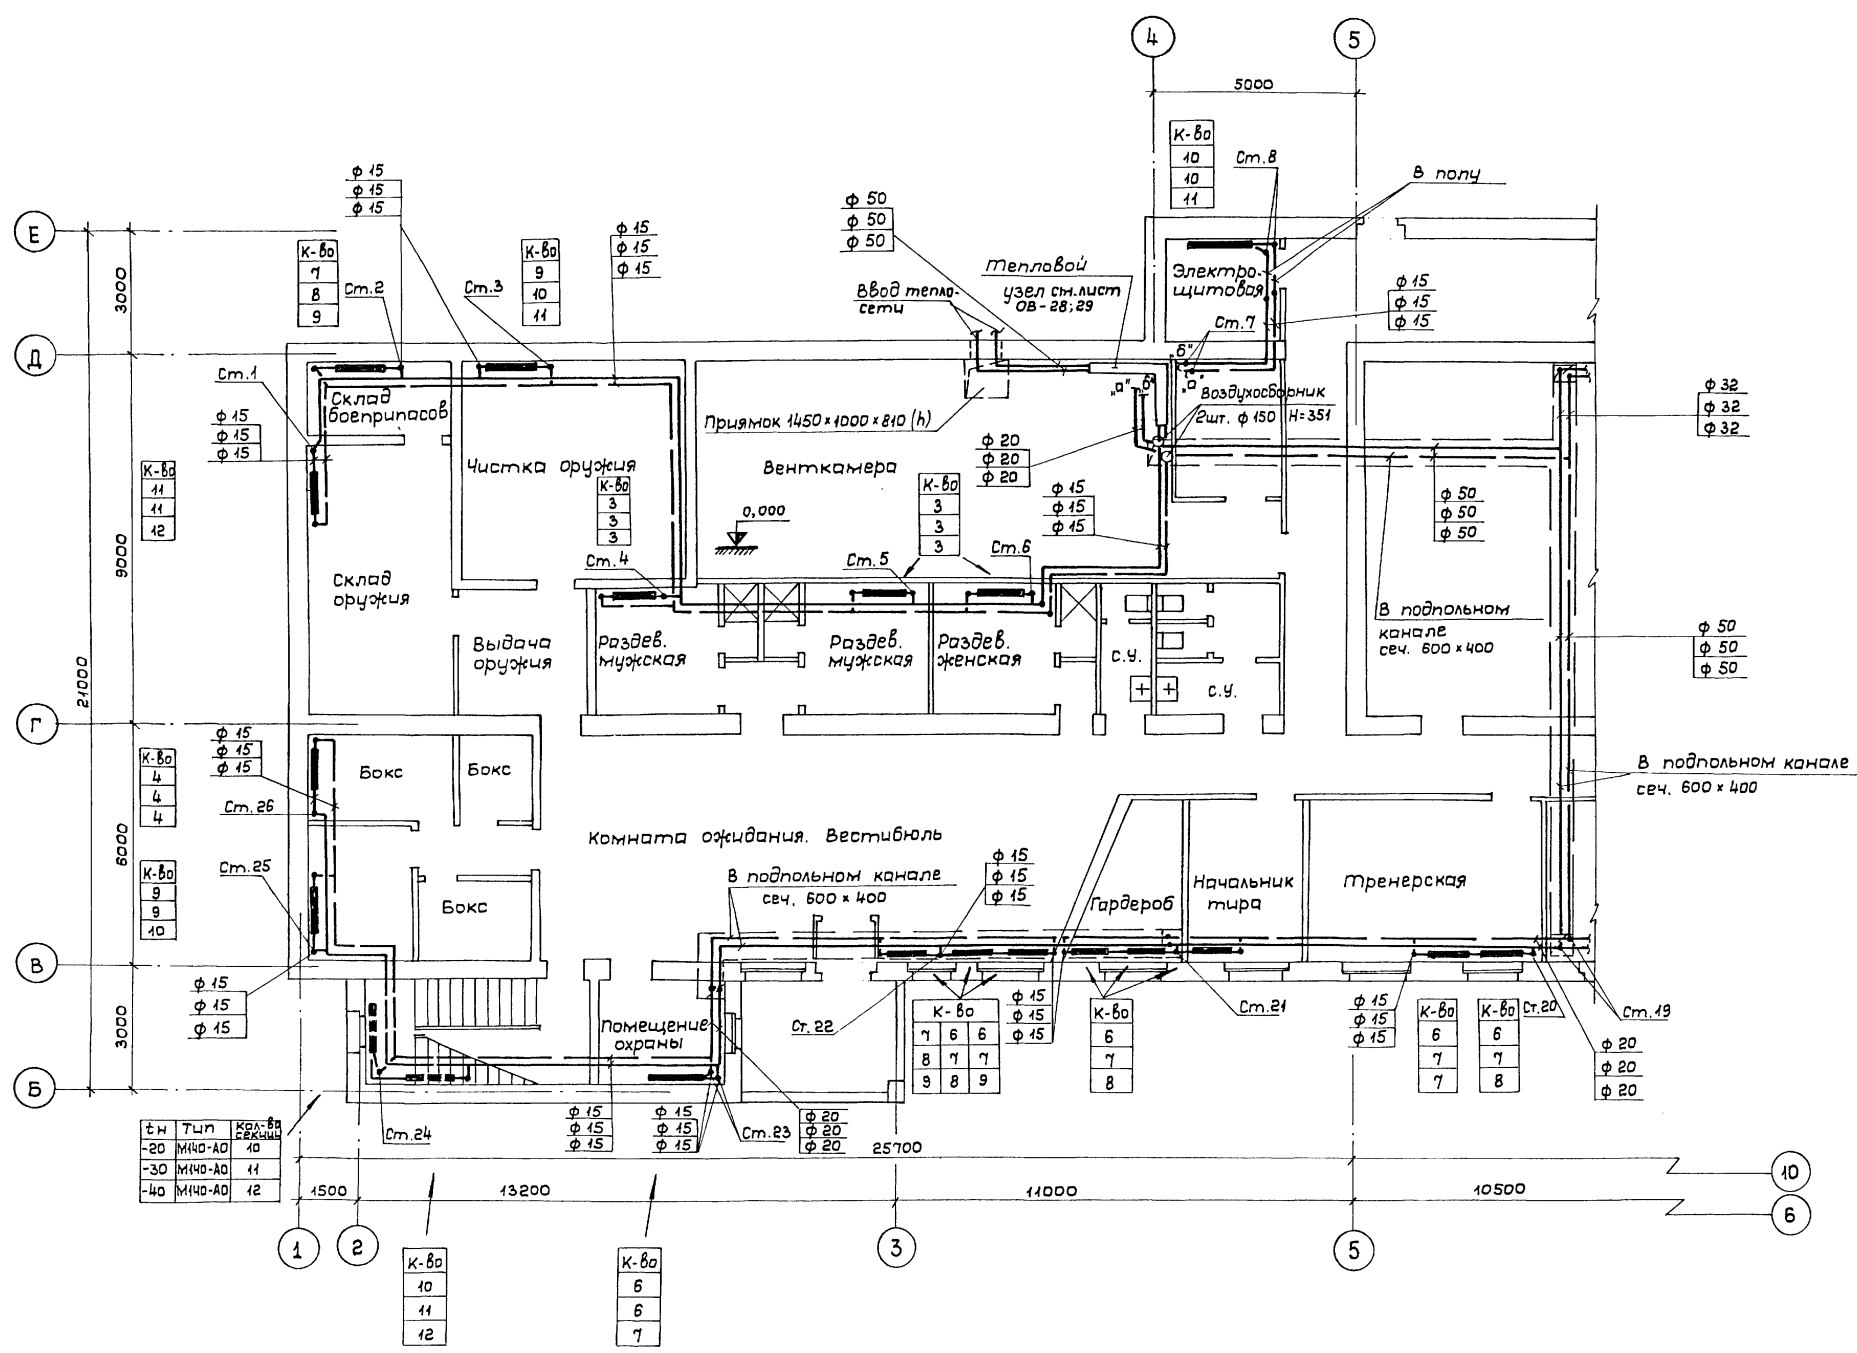 4
5
5000
К-во
10
10
11
Ст.8
В полу
ф 15
ф 15
ф 15
ф 50
ф 50
ф 50
ф 15
ф 15
ф 15
Е
К-во
7
8
9
Ст.2
Ст.3
К-во
9
10
11
Ввод тепло-
сети
Тепловой
узел см.лист
ОВ-28;29
Электро-
щитовая
ф 15
ф 15
ф 15
Ст.7
3000
Д
Ст.1
Склад
боеприпасов
ф 15
ф 15
ф 15
Приямок 1450×1000×810(h)
„а"
„б"
„б"
„а"
Воздухосборник
2шт. ф 150 Н=351
ф 32
ф 32
ф 32
ф 20
ф 20
ф 20
К-во
11
11
12
Чистка оружия
К-во
3
3
3
Венткамера
К-во
3
3
3
ф 15
ф 15
ф 15
ф 50
ф 50
ф 50
0,000
9000
21000
Склад
оружия
Ст.4
Ст.5
Ст.6
Выдача
оружия
Раздев.
мужская
Раздев.
мужская
Раздев.
женская
С.У.
С.У.
В подпольном
канале
сеч. 600×400
ф 50
ф 50
ф 50
Г
ф 15
ф 15
ф 15
К-во
4
4
4
Ст.26
Бокс
Бокс
В подпольном канале
сеч. 600×400
6000
Комната ожидания. Вестибюль
К-во
9
9
10
Ст.25
Бокс
В подпольном канале
сеч. 600×400
ф 15
ф 15
ф 15
Гардероб
Начальник
тира
Тренерская
В
ф 15
ф 15
ф 15
3000
Помещение
охраны
Ст.22
К-во
7 6 6
8 7 7
9 8 9
ф 15
ф 15
ф 15
К-во
6
7
8
Ст.21
ф 15
ф 15
ф 15
К-во
6
7
7
К-во
6
7
8
Ст.20
Ст.19
ф 20
ф 20
ф 20
Б
tн Тип Кол-во секций
-20 М140-АО 10
-30 М140-АО 11
-40 М140-АО 12
Ст.24
ф 15
ф 15
ф 15
ф 15
ф 15
ф 15
Ст.23
ф 20
ф 20
ф 20
25700
10
1500
13200
11000
10500
6
1
2
3
5
К-во
10
11
12
К-во
6
6
7